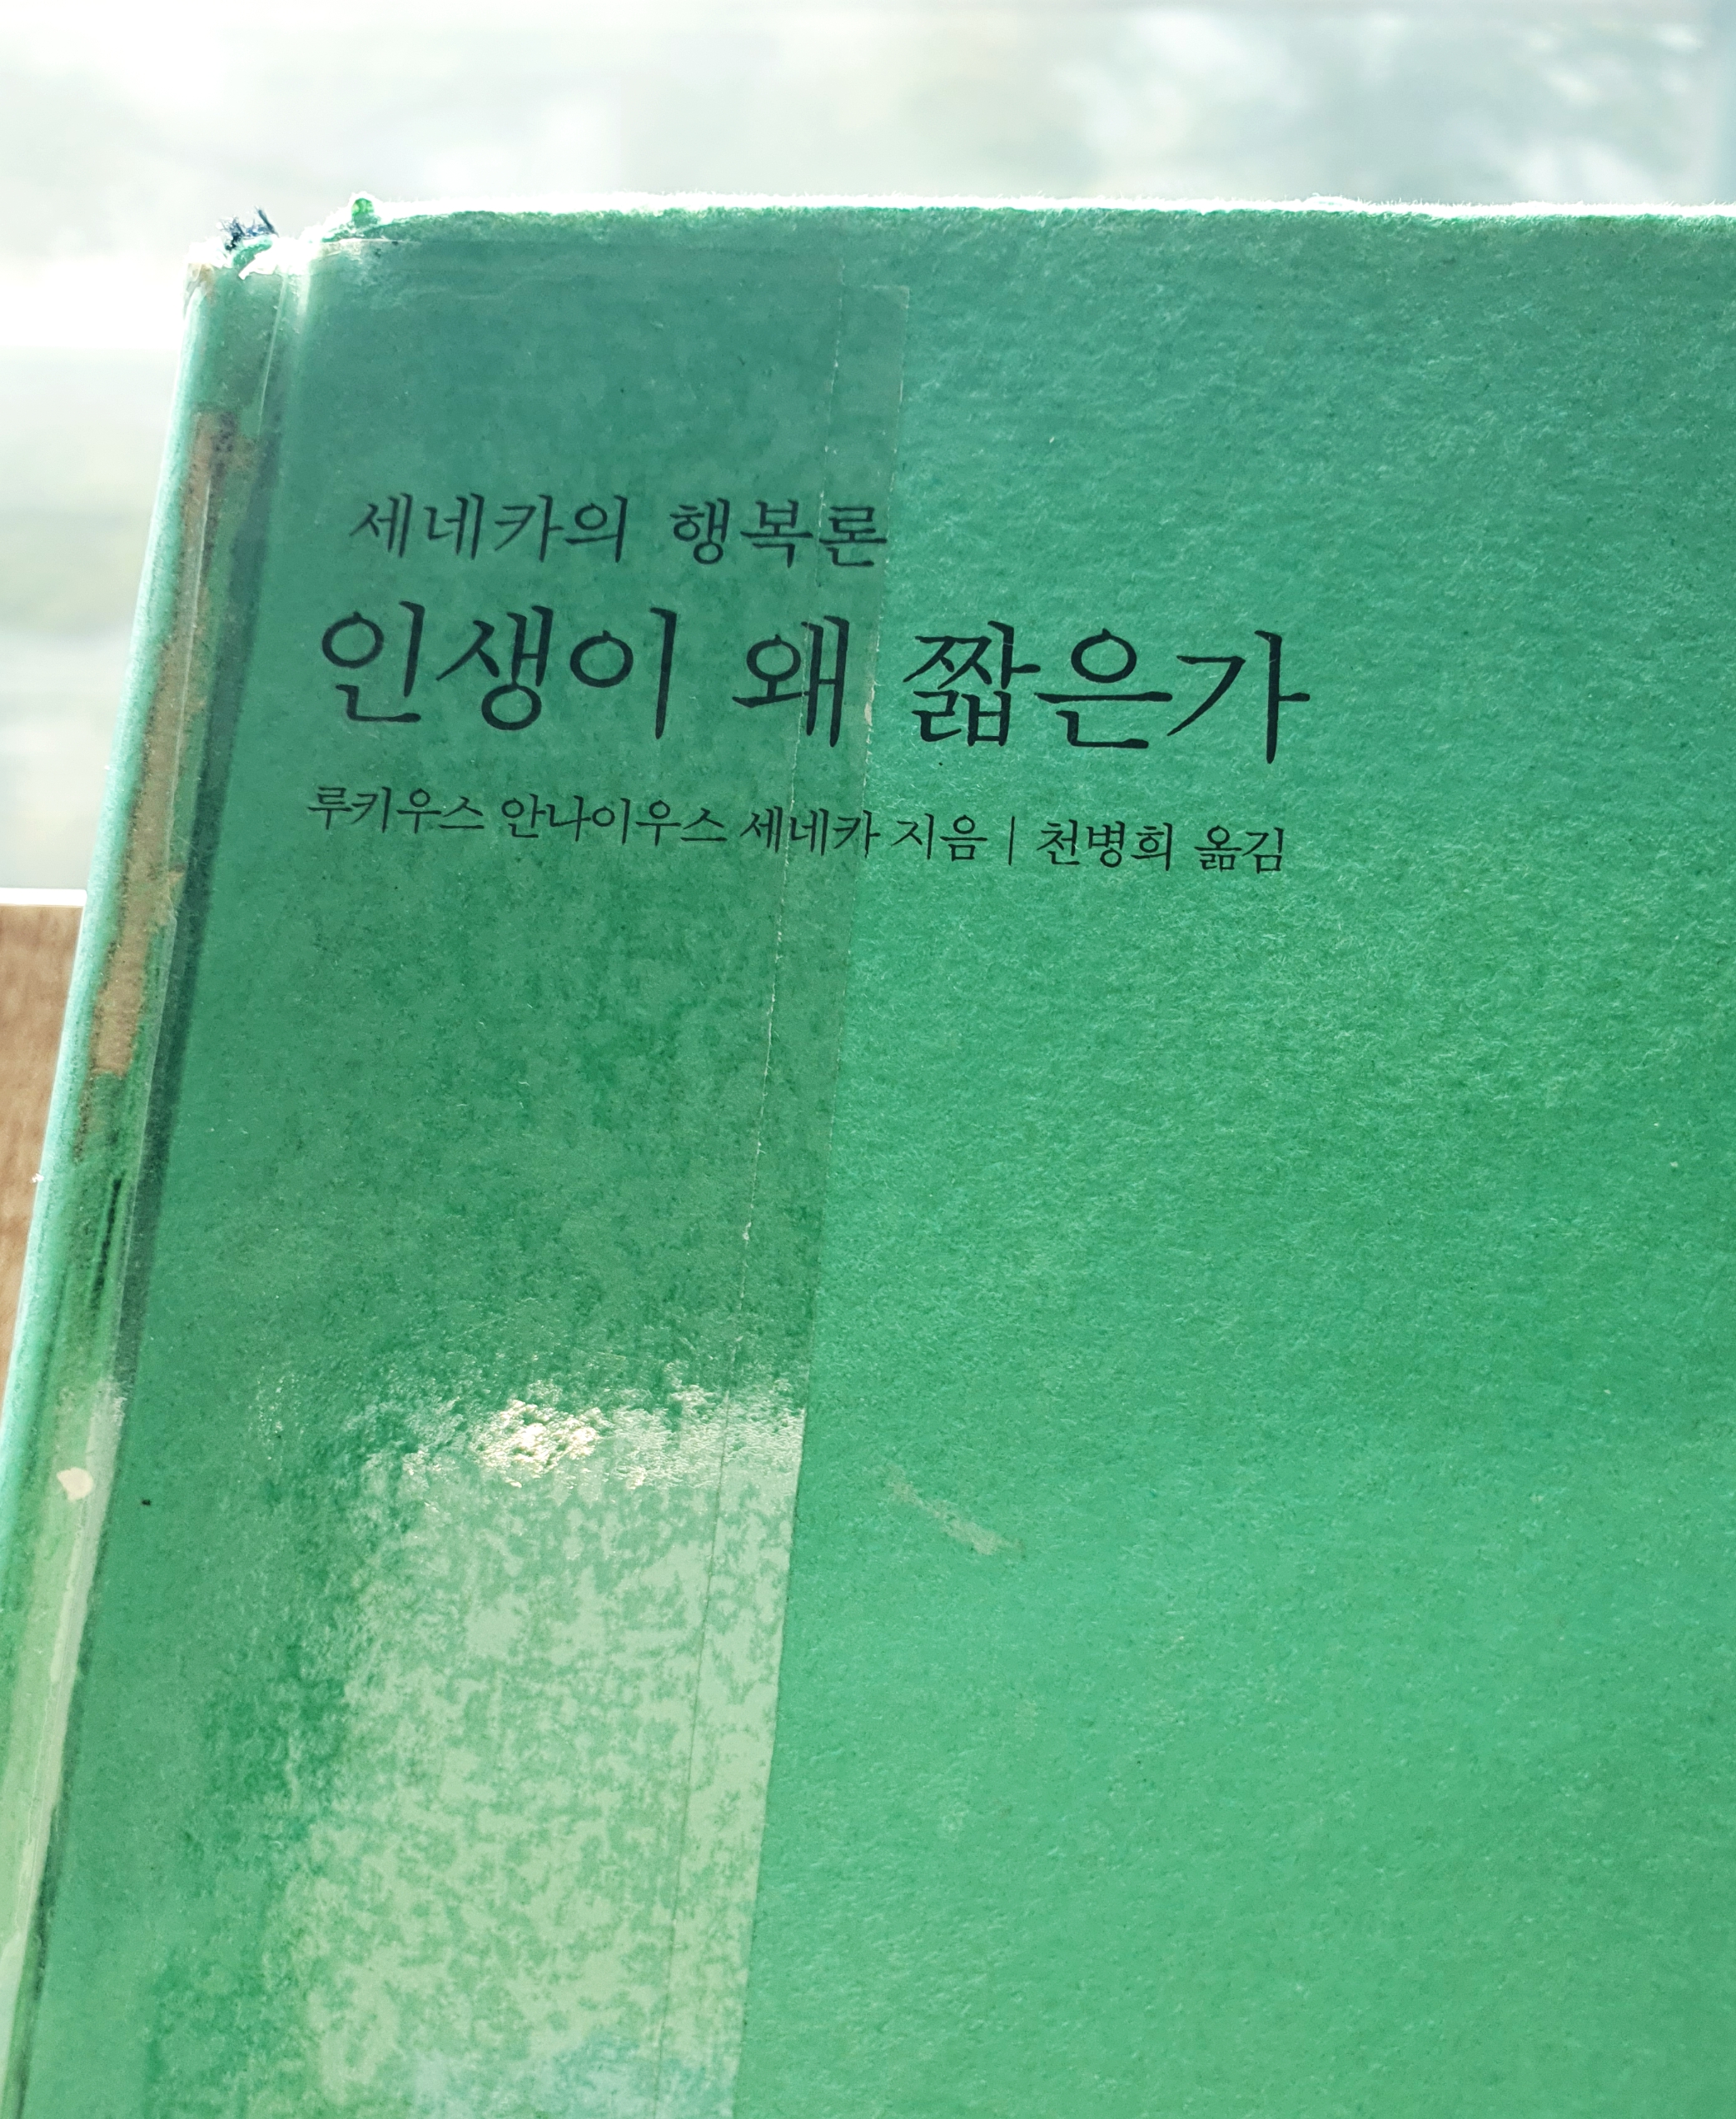 세네카의 행복론
인생이 왜 짧은가
루키우스 안나이우스 세네카 지음 | 천병희 옮김